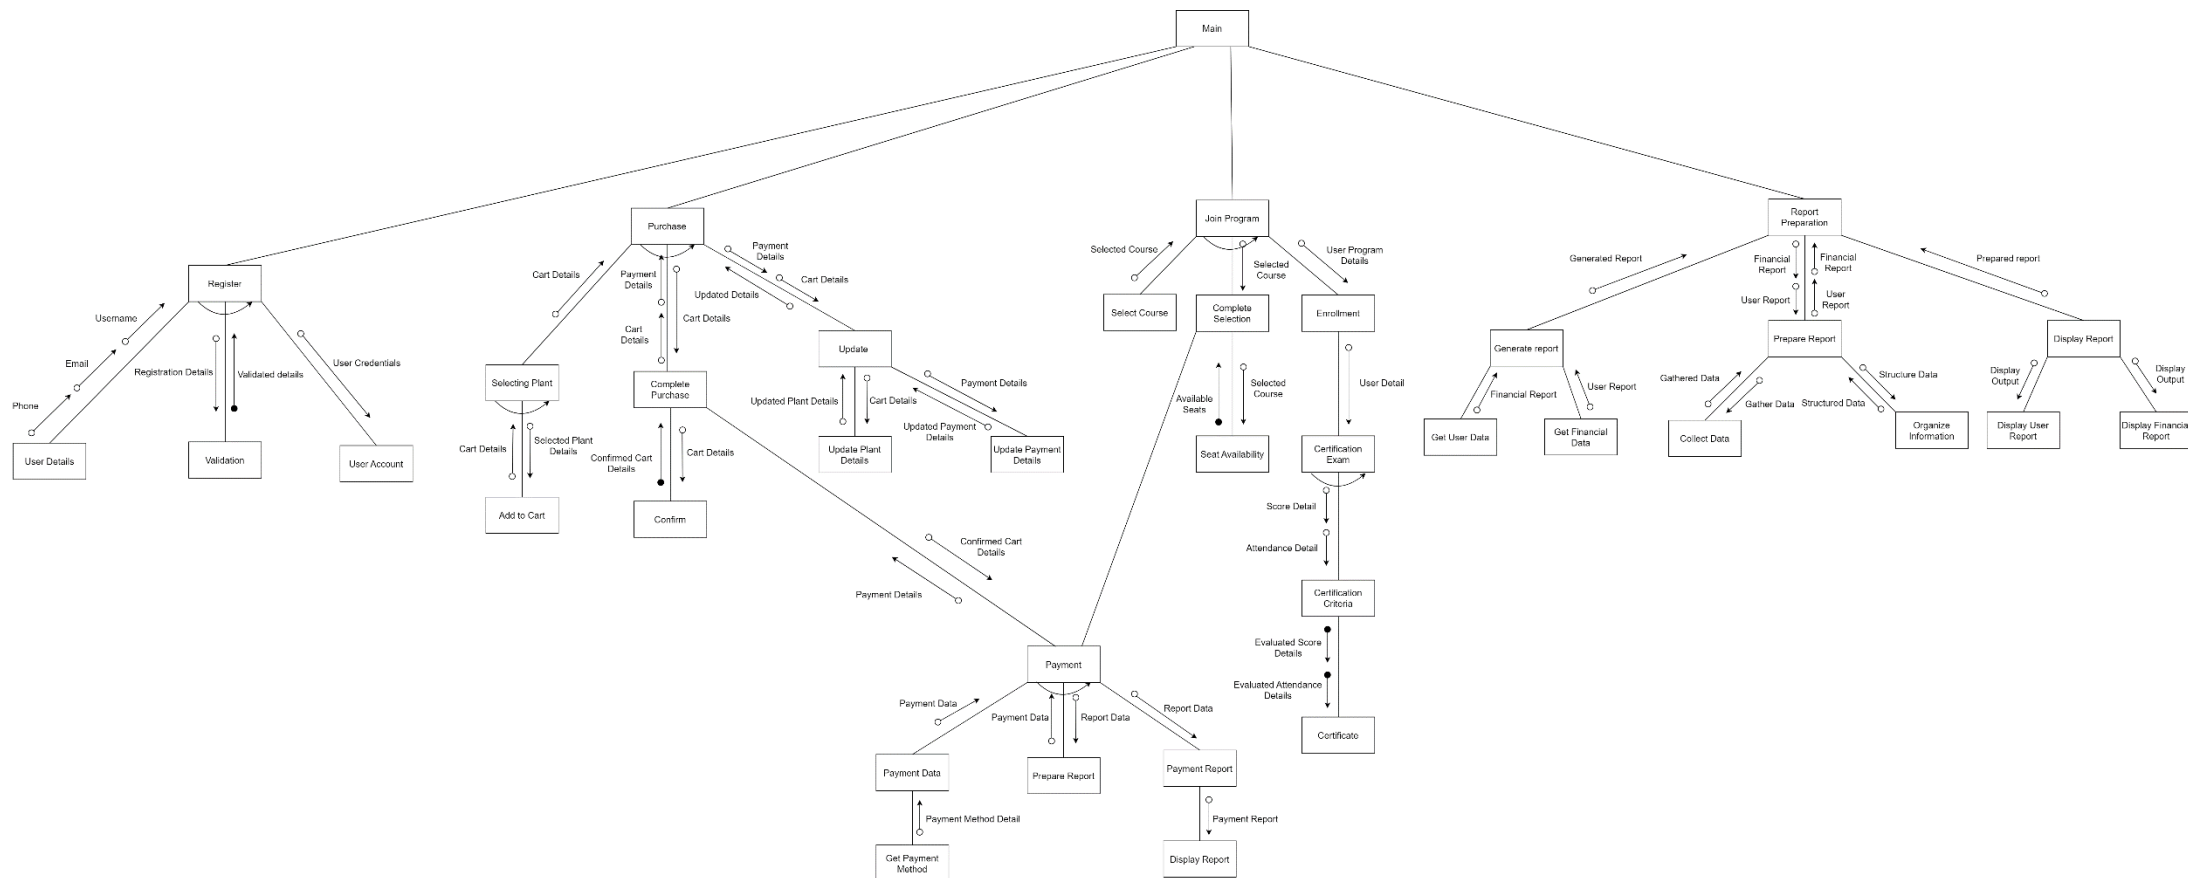 Main
Purchase
Join Program
Report
Preparation
Register
Payment
Details
Cart Details
Payment
Details
Cart Details
Updated Details
Cart
Details
Cart Details
Selected Course
Selected
Course
User Program
Details
Generated Report
Financial
Report
Financial
Report
Prepared report
User Report
User
Report
Username
Email
Phone
Registration Details
Validated details
User Credentials
Select Course
Complete
Selection
Enrollment
Update
Generate report
Prepare Report
Display Report
Selecting Plant
Complete
Purchase
Payment Details
Updated Plant Details
Cart Details
Updated Payment
Details
Available
Seats
Selected
Course
User Detail
Financial Report
User Report
Gathered Data
Gather Data
Structure Data
Structured Data
Display
Output
Display
Output
User Details
Validation
User Account
Cart Details
Selected Plant
Details
Confirmed Cart
Details
Cart Details
Update Plant
Details
Update Payment
Details
Seat Availability
Certification
Exam
Get User Data
Get Financial
Data
Collect Data
Organize
Information
Display User
Report
Display Financial
Report
Add to Cart
Confirm
Score Detail
Attendance Detail
Confirmed Cart
Details
Payment Details
Certification
Criteria
Evaluated Score
Details
Evaluated Attendance
Details
Certificate
Payment
Payment Data
Payment Data
Report Data
Report Data
Payment Data
Prepare Report
Payment Report
Payment Method Detail
Payment Report
Get Payment
Method
Display Report